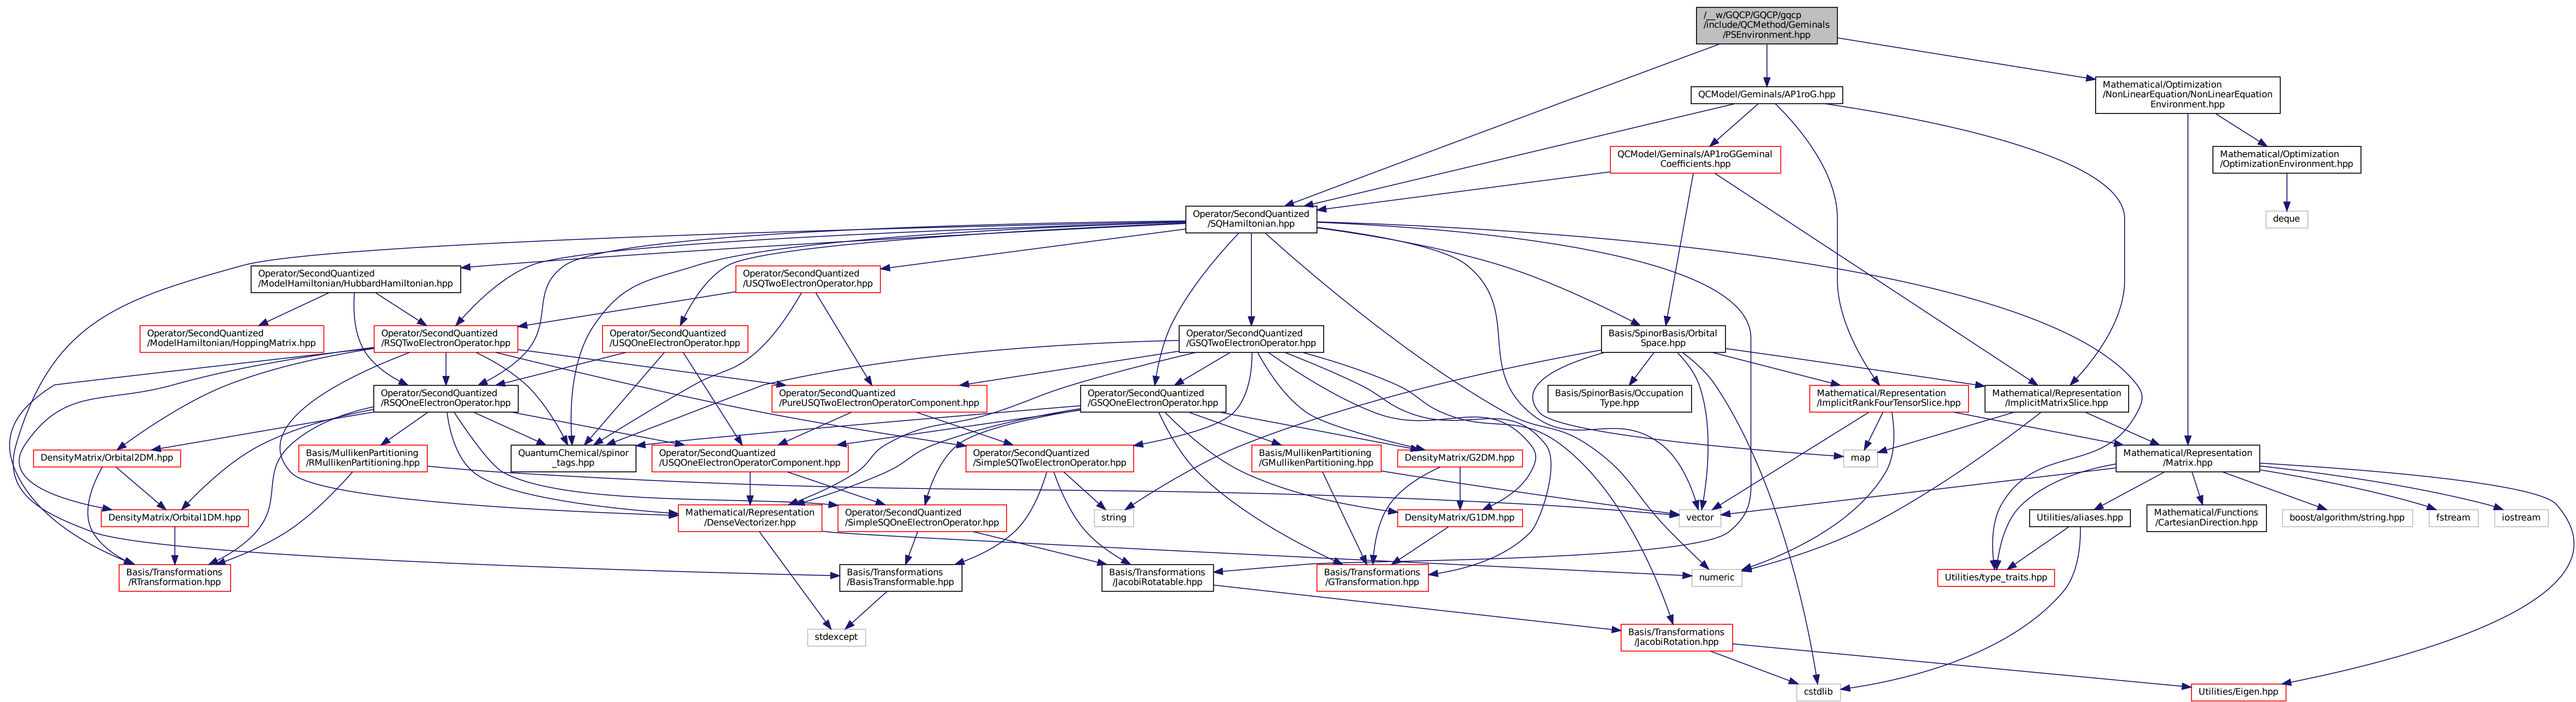 /__w/GQCP/GQCP/gqcp
/include/QCMethod/Geminals
/PSEnvironment.hpp
QCModel/Geminals/AP1roG.hpp
Mathematical/Optimization
/NonLinearEquation/NonLinearEquation
Environment.hpp
QCModel/Geminals/AP1roGGeminal
Coefficients.hpp
Mathematical/Optimization
/OptimizationEnvironment.hpp
Operator/SecondQuantized
/SQHamiltonian.hpp
deque
Operator/SecondQuantized
/ModelHamiltonian/HubbardHamiltonian.hpp
Operator/SecondQuantized
/USQTwoElectronOperator.hpp
Operator/SecondQuantized
/ModelHamiltonian/HoppingMatrix.hpp
Operator/SecondQuantized
/RSQTwoElectronOperator.hpp
Operator/SecondQuantized
/USQOneElectronOperator.hpp
Operator/SecondQuantized
/GSQTwoElectronOperator.hpp
Basis/SpinorBasis/Orbital
Space.hpp
Operator/SecondQuantized
/RSQOneElectronOperator.hpp
Operator/SecondQuantized
/PureUSQTwoElectronOperatorComponent.hpp
Operator/SecondQuantized
/GSQOneElectronOperator.hpp
Basis/SpinorBasis/Occupation
Type.hpp
Mathematical/Representation
/ImplicitRankFourTensorSlice.hpp
Mathematical/Representation
/ImplicitMatrixSlice.hpp
DensityMatrix/Orbital2DM.hpp
Basis/MullikenPartitioning
/RMullikenPartitioning.hpp
QuantumChemical/spinor
_tags.hpp
Operator/SecondQuantized
/USQOneElectronOperatorComponent.hpp
Operator/SecondQuantized
/SimpleSQTwoElectronOperator.hpp
Basis/MullikenPartitioning
/GMullikenPartitioning.hpp
DensityMatrix/G2DM.hpp
map
Mathematical/Representation
/Matrix.hpp
DensityMatrix/Orbital1DM.hpp
Mathematical/Representation
/DenseVectorizer.hpp
Operator/SecondQuantized
/SimpleSQOneElectronOperator.hpp
string
DensityMatrix/G1DM.hpp
vector
Utilities/aliases.hpp
Mathematical/Functions
/CartesianDirection.hpp
boost/algorithm/string.hpp
fstream
iostream
Basis/Transformations
/RTransformation.hpp
Basis/Transformations
/BasisTransformable.hpp
Basis/Transformations
/JacobiRotatable.hpp
Basis/Transformations
/GTransformation.hpp
numeric
Utilities/type_traits.hpp
stdexcept
Basis/Transformations
/JacobiRotation.hpp
cstdlib
Utilities/Eigen.hpp